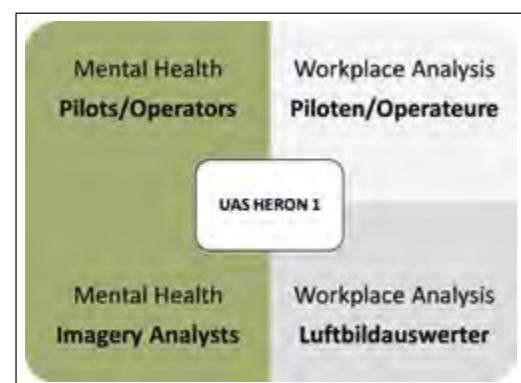 Mental Health
Pilots/Operators
Workplace Analysis
Piloten/Operateure
UAS HERON 1
Mental Health
Imagery Analysts
Workplace Analysis
Luftbildauswerter